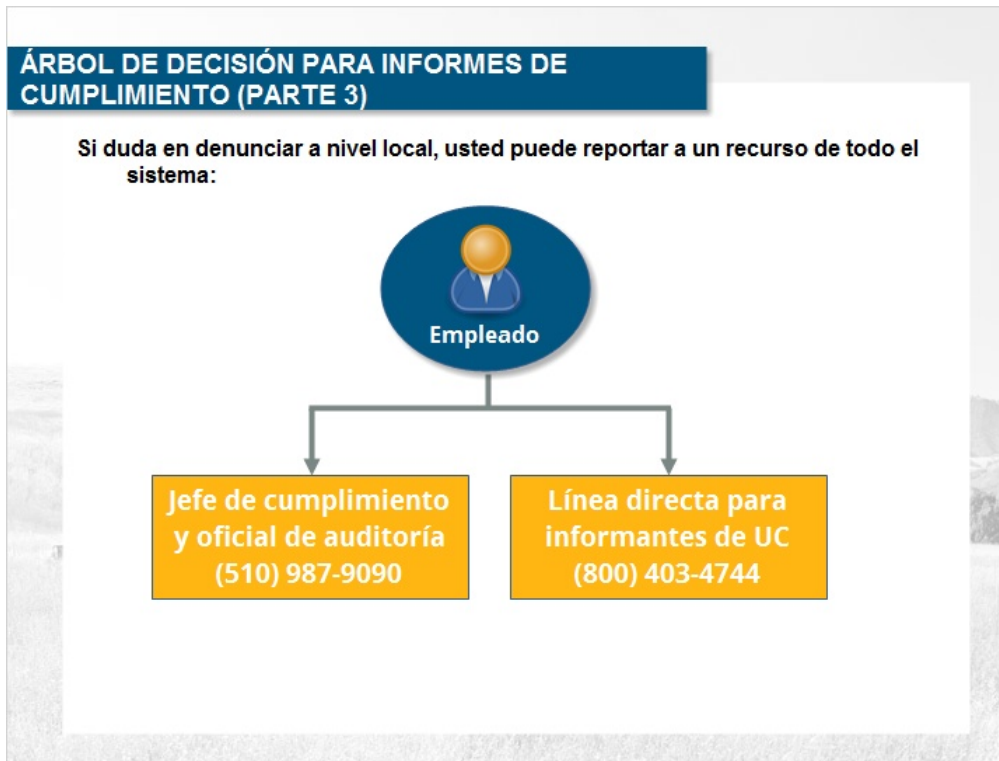 ÁRBOL DE DECISIÓN PARA INFORMES DE
CUMPLIMIENTO (PARTE 3)
Si duda en denunciar a nivel local, usted puede reportar a un recurso de todo el
sistema:
Empleado
Jefe de cumplimiento
y oficial de auditoría
(510) 987-9090
Línea directa para
informantes de UC
(800) 403-4744